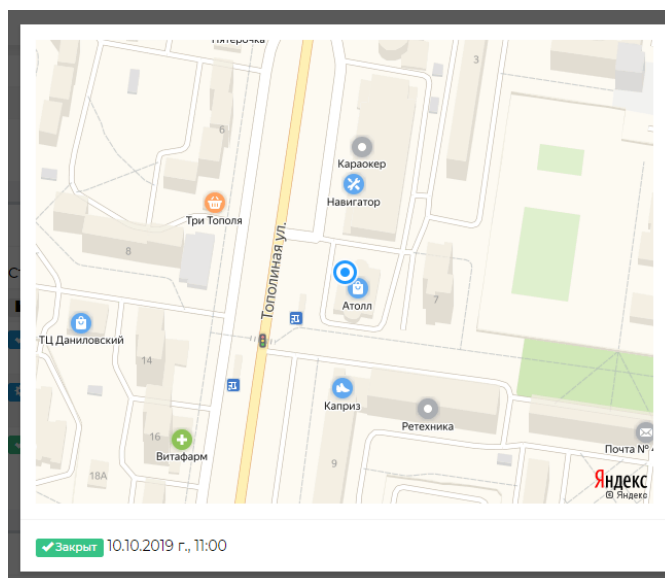 Пятерочка
3
6
Караокер
Навигатор
Три Тополя
Тополиная ул.
8
Атолл
7
ТЦ Даниловский
14
Каприз
Ретехника
16
Витафарм
Почта №
9
18А
Яндекс
© Яндекс
Закрыт 10.10.2019 г., 11:00